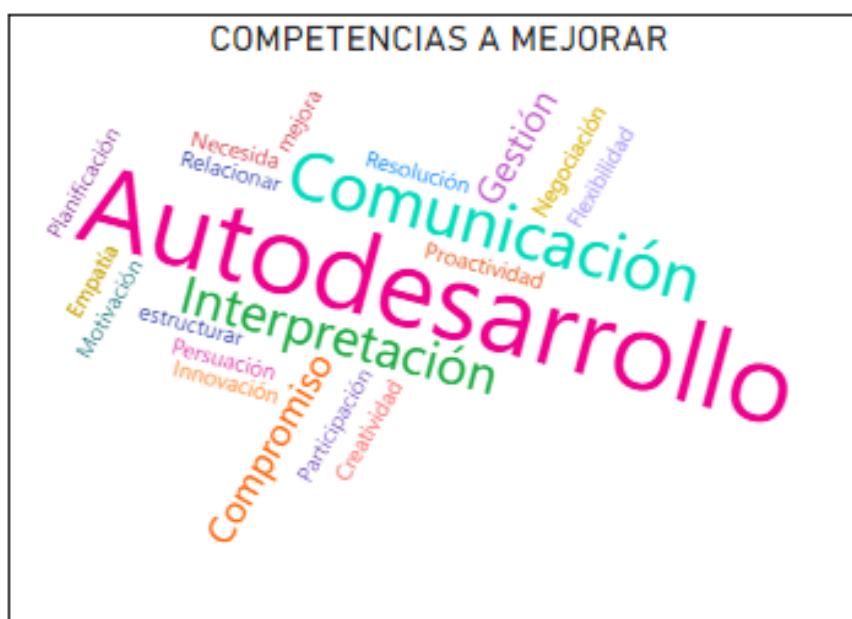 COMPETENCIAS A MEJORAR
mejora
Necesida
Relacionar
Planificación
Resolución
Gestión
Negociación
Flexibilidad
Comunicación
Autodesarrollo
Proactividad
Empatía
Motivación
Interpretación
estructurar
Persuación
Innovación
Compromiso
Participación
Creatividad